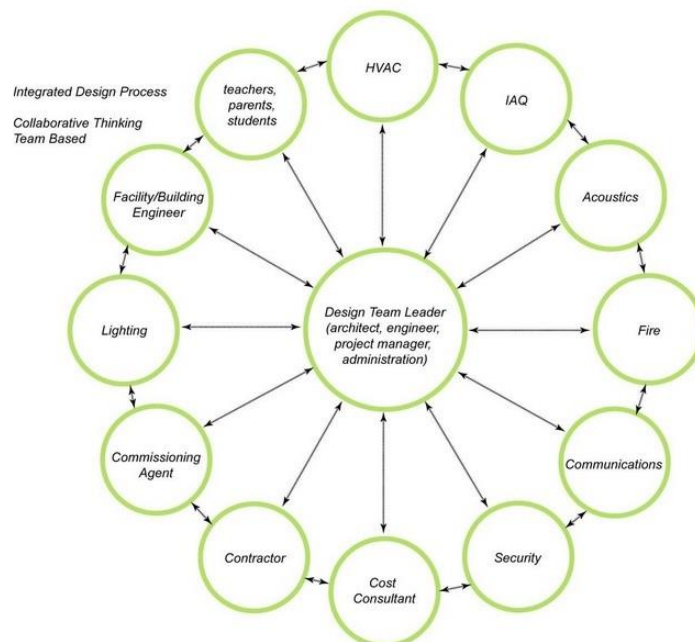 Integrated Design Process
Collaborative Thinking
Team Based
HVAC
teachers,
parents,
students
IAQ
Facility/Building
Engineer
Acoustics
Design Team Leader
(architect, engineer,
project manager,
administration)
Lighting
Fire
Commissioning
Agent
Communications
Contractor
Security
Cost
Consultant